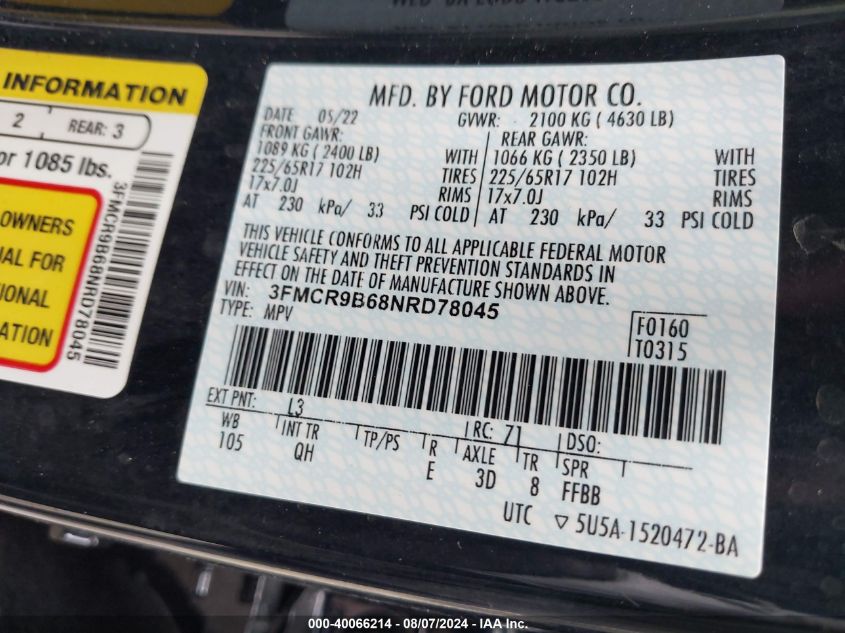 INFORMATION
2 REAR: 3
or 1085 lbs.
OWNERS
FOR
ATION
3FMCR9B68NRD78045
MFD. BY FORD MOTOR CO.
DATE 05/22 GVWR: 2100 KG ( 4630 LB)
FRONT GAWR: REAR GAWR:
1089 KG ( 2400 LB) WITH 1066 KG ( 2350 LB) WITH
225/65R17 102H TIRES 225/65R17 102H TIRES
17x7.0J RIMS 17x7.0J RIMS
AT 230 kPa/ 33 PSI COLD AT 230 kPa/ 33 PSI COLD
THIS VEHICLE CONFORMS TO ALL APPLICABLE FEDERAL MOTOR
VEHICLE SAFETY AND THEFT PREVENTION STANDARDS IN
EFFECT ON THE DATE OF MANUFACTURE SHOWN ABOVE.
VIN: 3FMCR9B68NRD78045
TYPE: MPV
F0160
T0315
EXT PNT: L3 RC: 71 DSO:
WB INT TR TP/PS R AXLE TR SPR
105 QH E 3D 8 FFBB
UTC ▽ 5U5A-1520472-BA
000-40066214 - 08/07/2024 - IAA Inc.